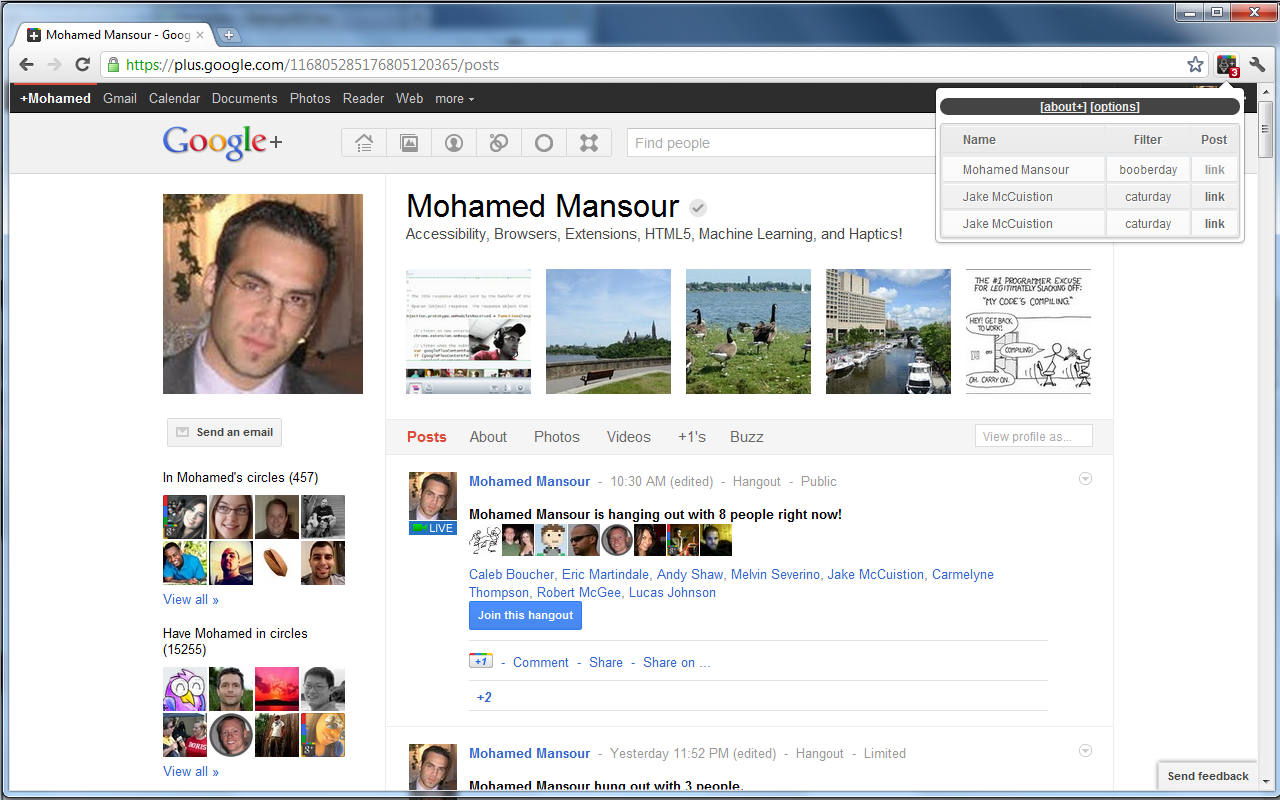 Mohamed Mansour - Goog
https://plus.google.com/116805285176805120365/posts
3
+Mohamed Gmail Calendar Documents Photos Reader Web more
[about+] [options]
Name Filter Post
Mohamed Mansour booberday link
Jake McCuistion caturday link
Jake McCuistion caturday link
Google+
Find people
Mohamed Mansour
Accessibility, Browsers, Extensions, HTML5, Machine Learning, and Haptics!
THE #1 PROGRAMMER EXCUSE
FOR LEGITIMATELY SLACKING OFF:
"MY CODE'S COMPILING."
HEY! GET BACK
TO WORK!
COMPILING!
OH. CARRY ON.
Send an email
Posts About Photos Videos +1's Buzz
View profile as...
In Mohamed's circles (457)
View all »
Have Mohamed in circles
(15255)
View all »
Mohamed Mansour - 10:30 AM (edited) - Hangout - Public
LIVE
Mohamed Mansour is hanging out with 8 people right now!
Caleb Boucher, Eric Martindale, Andy Shaw, Melvin Severino, Jake McCuistion, Carmelyne
Thompson, Robert McGee, Lucas Johnson
Join this hangout
+1 - Comment - Share - Share on ...
+2
Mohamed Mansour - Yesterday 11:52 PM (edited) - Hangout - Limited
Mohamed Mansour hung out with 3 people.
Send feedback